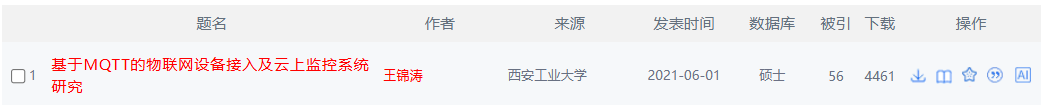 题名 作者 来源 发表时间 数据库 被引 下载 操作
1 基于MQTT的物联网设备接入及云上监控系统
研究 王锦涛 西安工业大学 2021-06-01 硕士 56 4461 AI